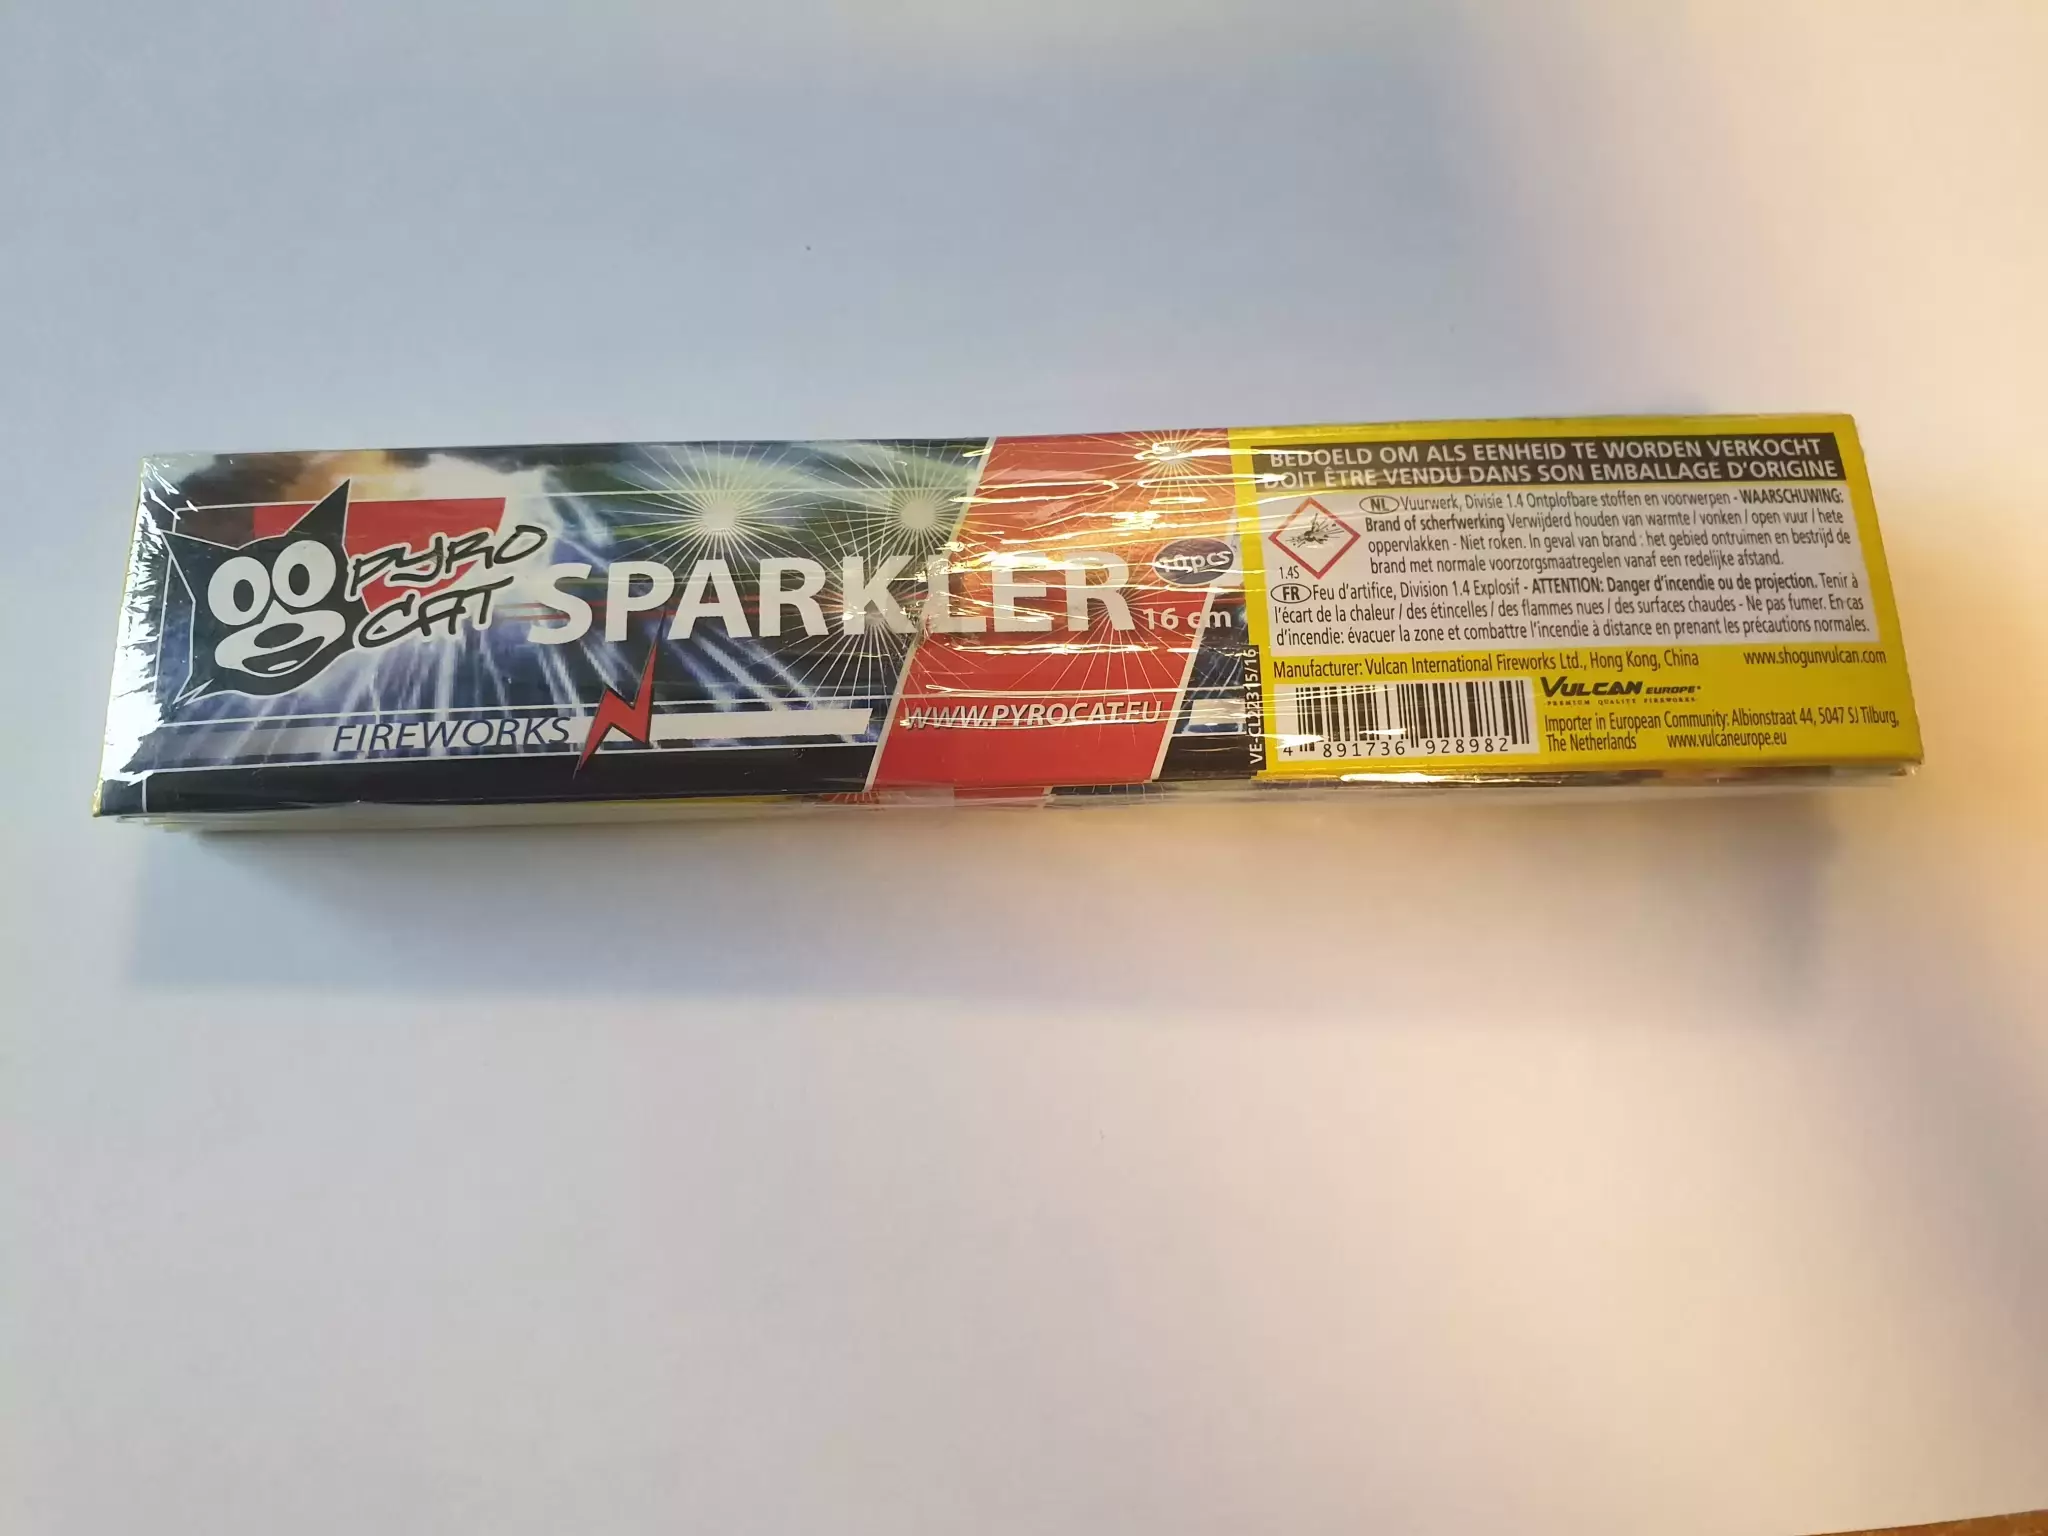 PYRO
CAT
SPARKLER
10pcs
16 cm
FIREWORKS
WWW.PYROCAT.EU
VE-CL22315/16
BEDOELD OM ALS EENHEID TE WORDEN VERKOCHT
DOIT ÊTRE VENDU DANS SON EMBALLAGE D'ORIGINE
1.4S
NL Vuurwerk, Divisie 1.4 Ontplofbare stoffen en voorwerpen - WAARSCHUWING:
Brand of scherfwerking Verwijderd houden van warmte / vonken / open vuur / hete
oppervlakken - Niet roken. In geval van brand : het gebied ontruimen en bestrijd de
brand met normale voorzorgsmaatregelen vanaf een redelijke afstand.
FR Feu d'artifice, Division 1.4 Explosif - ATTENTION: Danger d'incendie ou de projection. Tenir à
l'écart de la chaleur / des étincelles / des flammes nues / des surfaces chaudes - Ne pas fumer. En cas
d'incendie: évacuer la zone et combattre l'incendie à distance en prenant les précautions normales.
Manufacturer: Vulcan International Fireworks Ltd., Hong Kong, China www.shogunvulcan.com
4 891736 928982
VULCAN EUROPE
PREMIUM QUALITY FIREWORKS
Importer in European Community: Albionstraat 44, 5047 SJ Tilburg,
The Netherlands www.vulcaneurope.eu